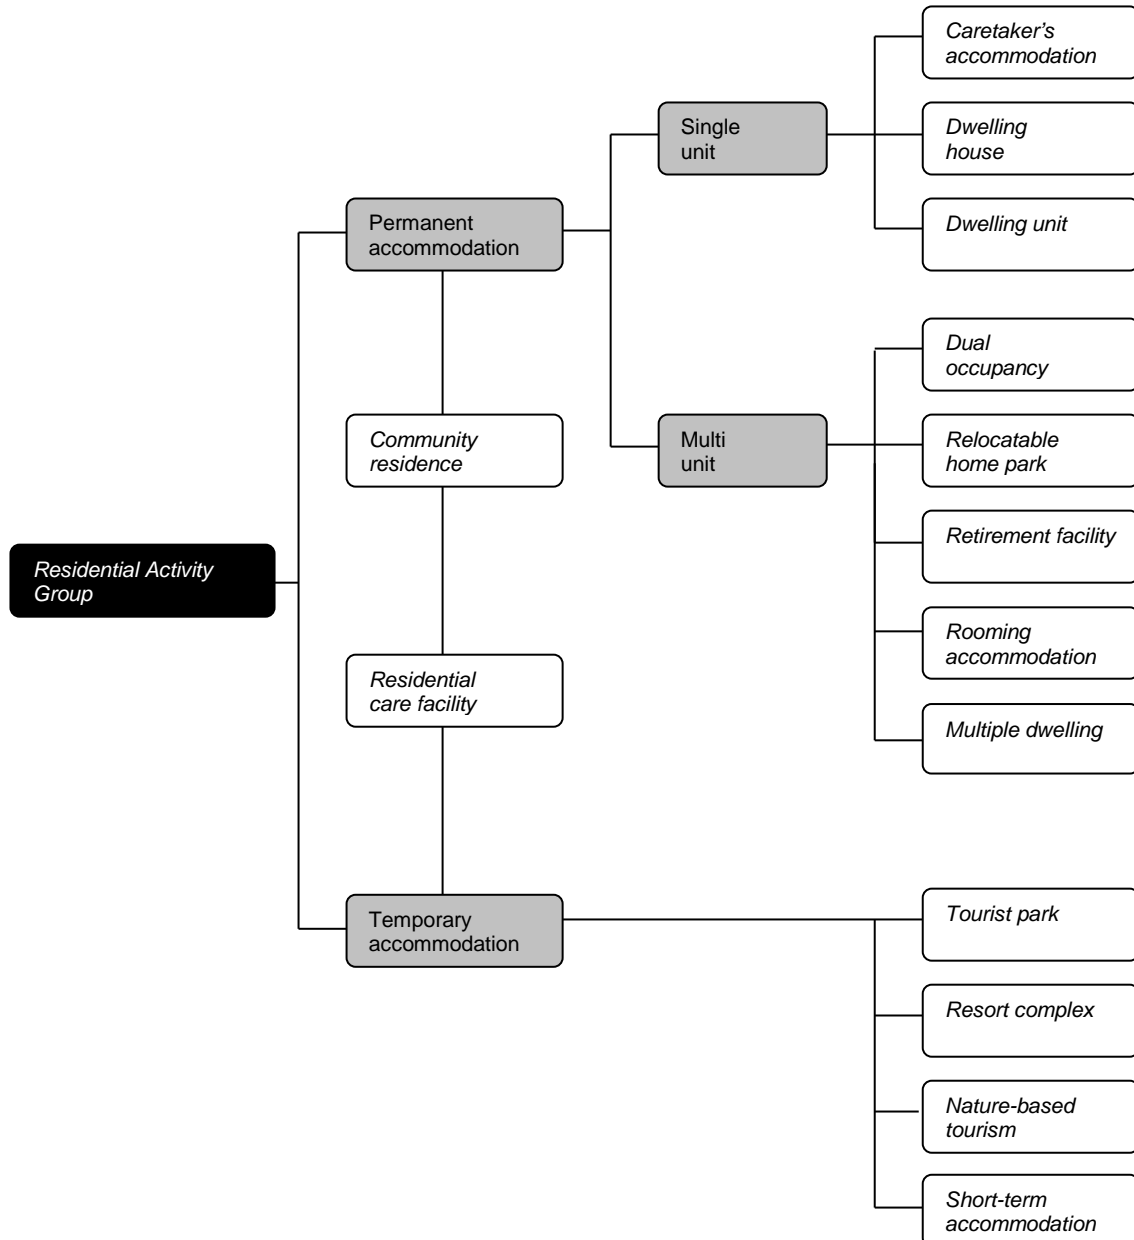 Caretaker's
accommodation
Single
unit
Dwelling
house
Permanent
accommodation
Dwelling unit
Dual
occupancy
Community
residence
Multi
unit
Relocatable
home park
Retirement facility
Residential Activity
Group
Rooming
accommodation
Residential
care facility
Multiple dwelling
Temporary
accommodation
Tourist park
Resort complex
Nature-based
tourism
Short-term
accommodation